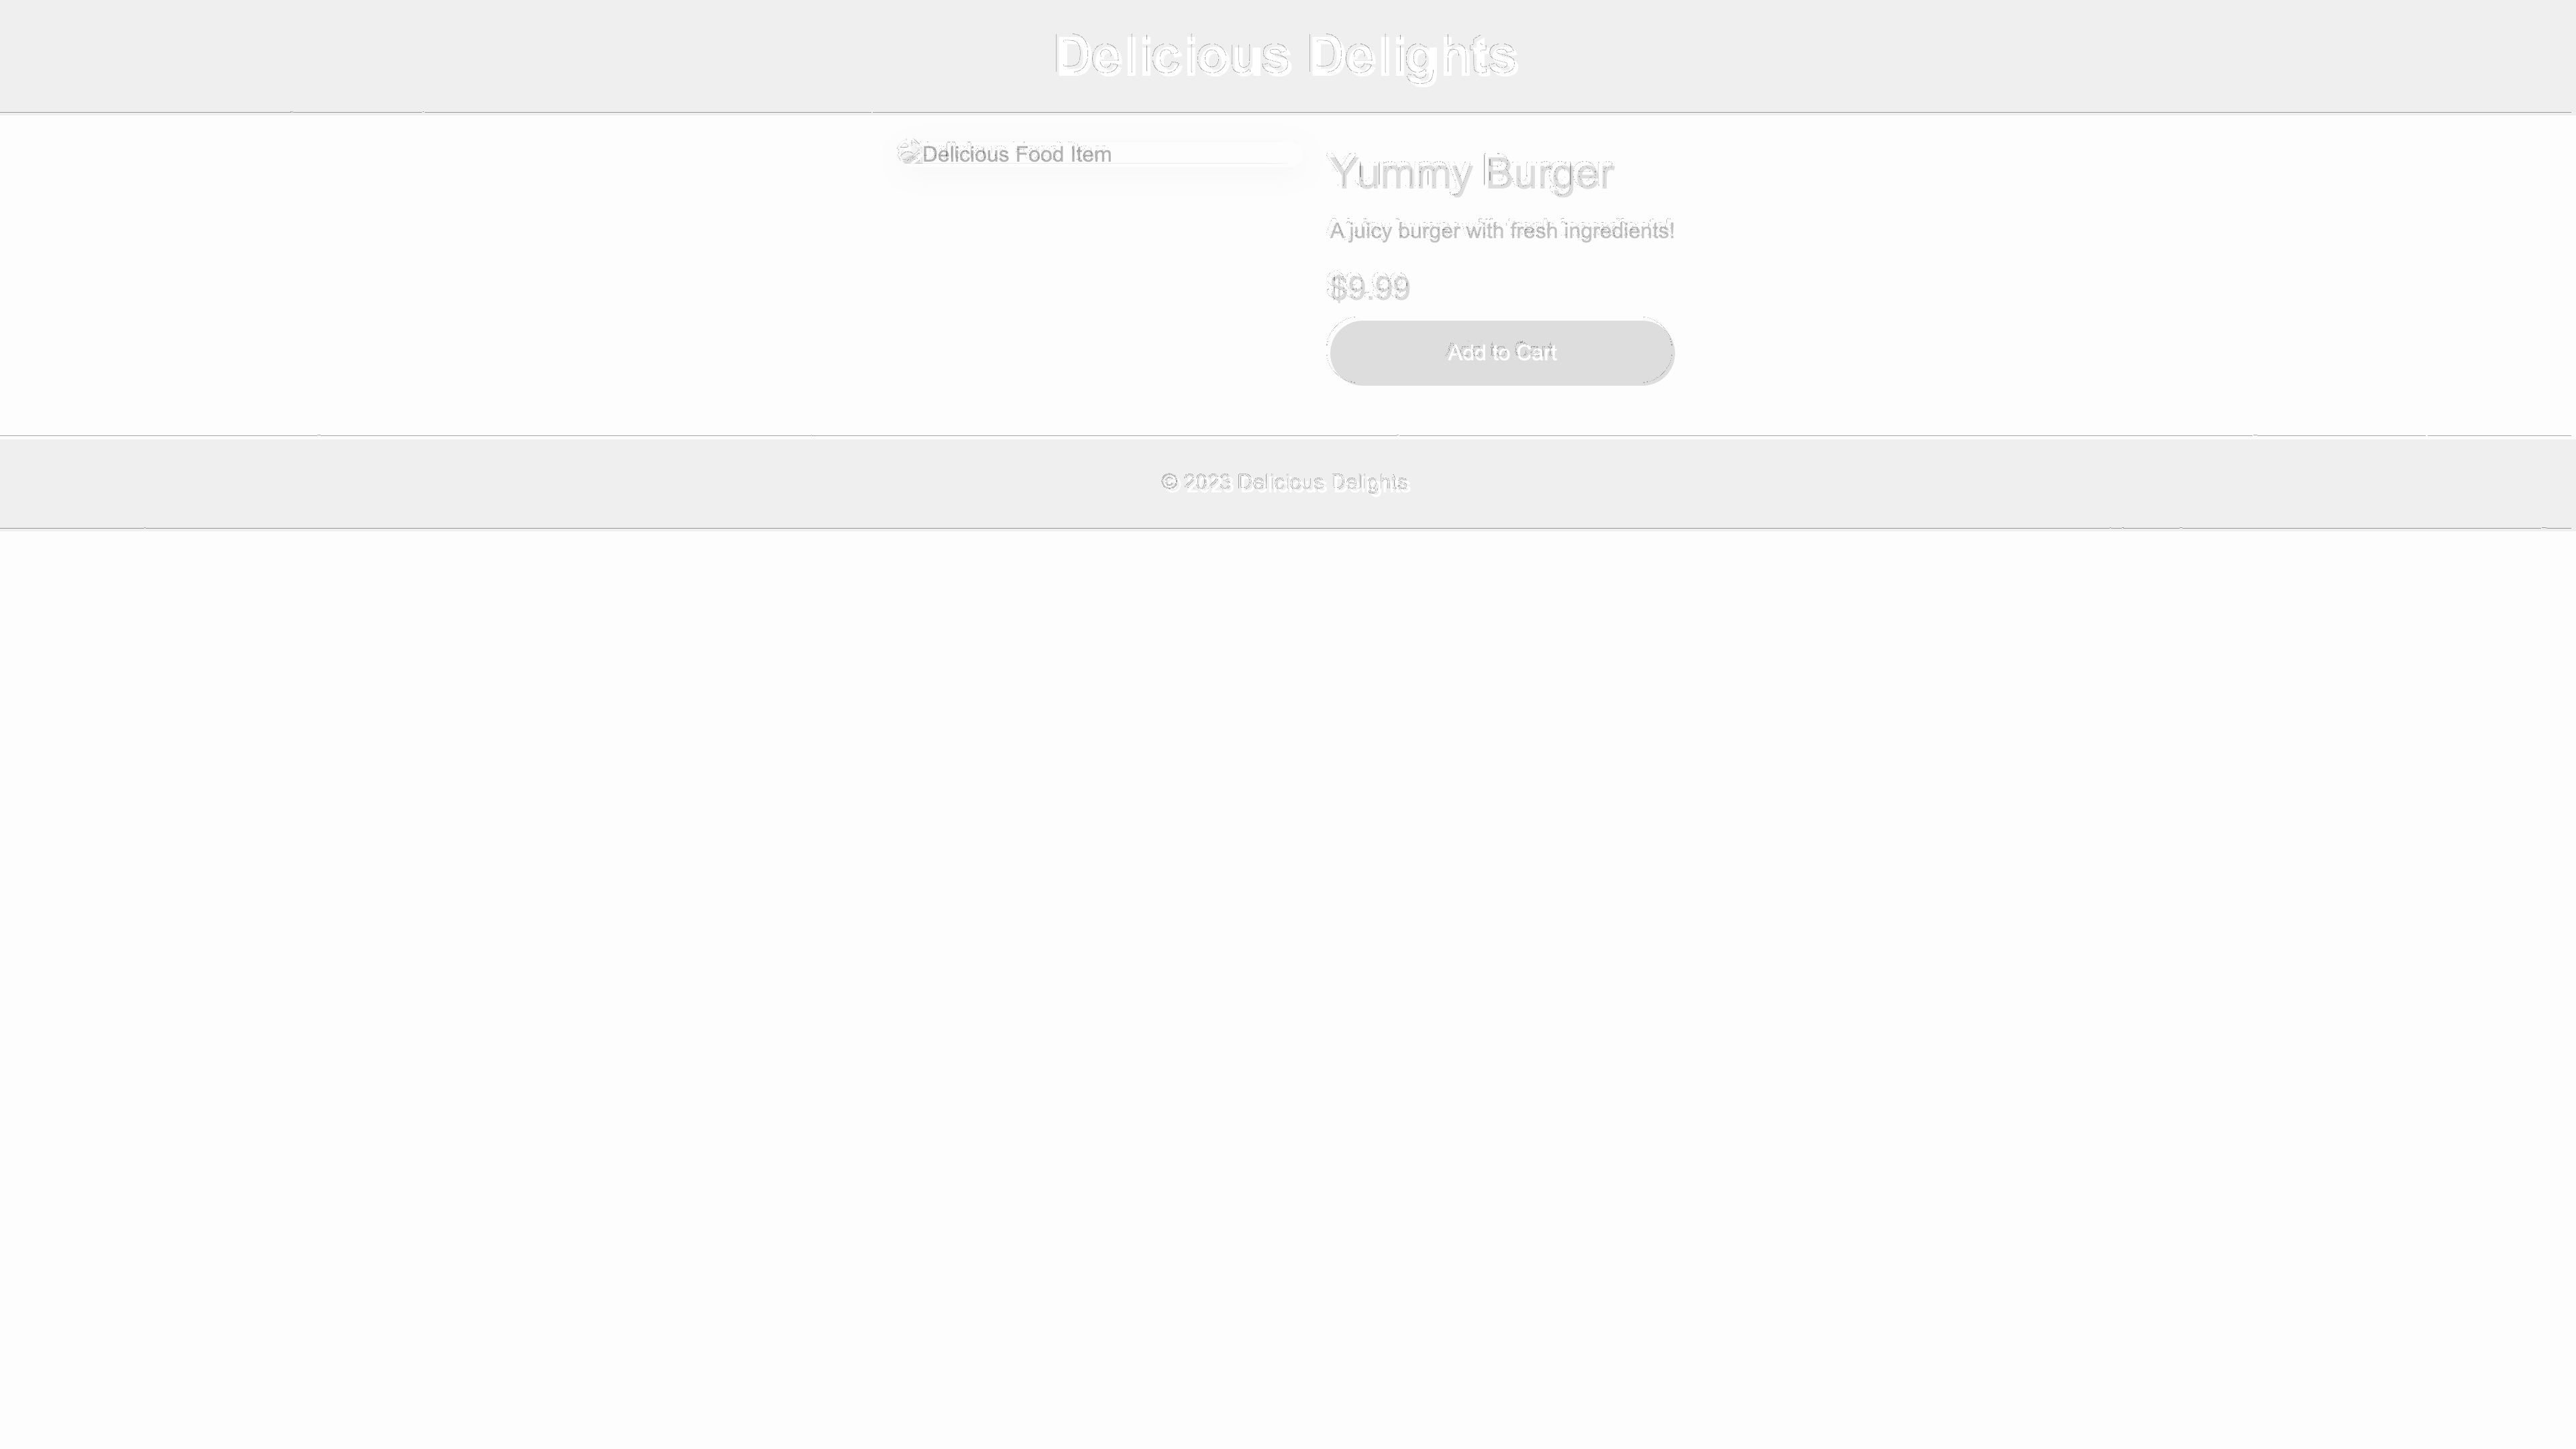 Delicious Delights
Delicious Food Item
Yummy Burger
A juicy burger with fresh ingredients!
$9.99
Add to Cart
© 2023 Delicious Delights